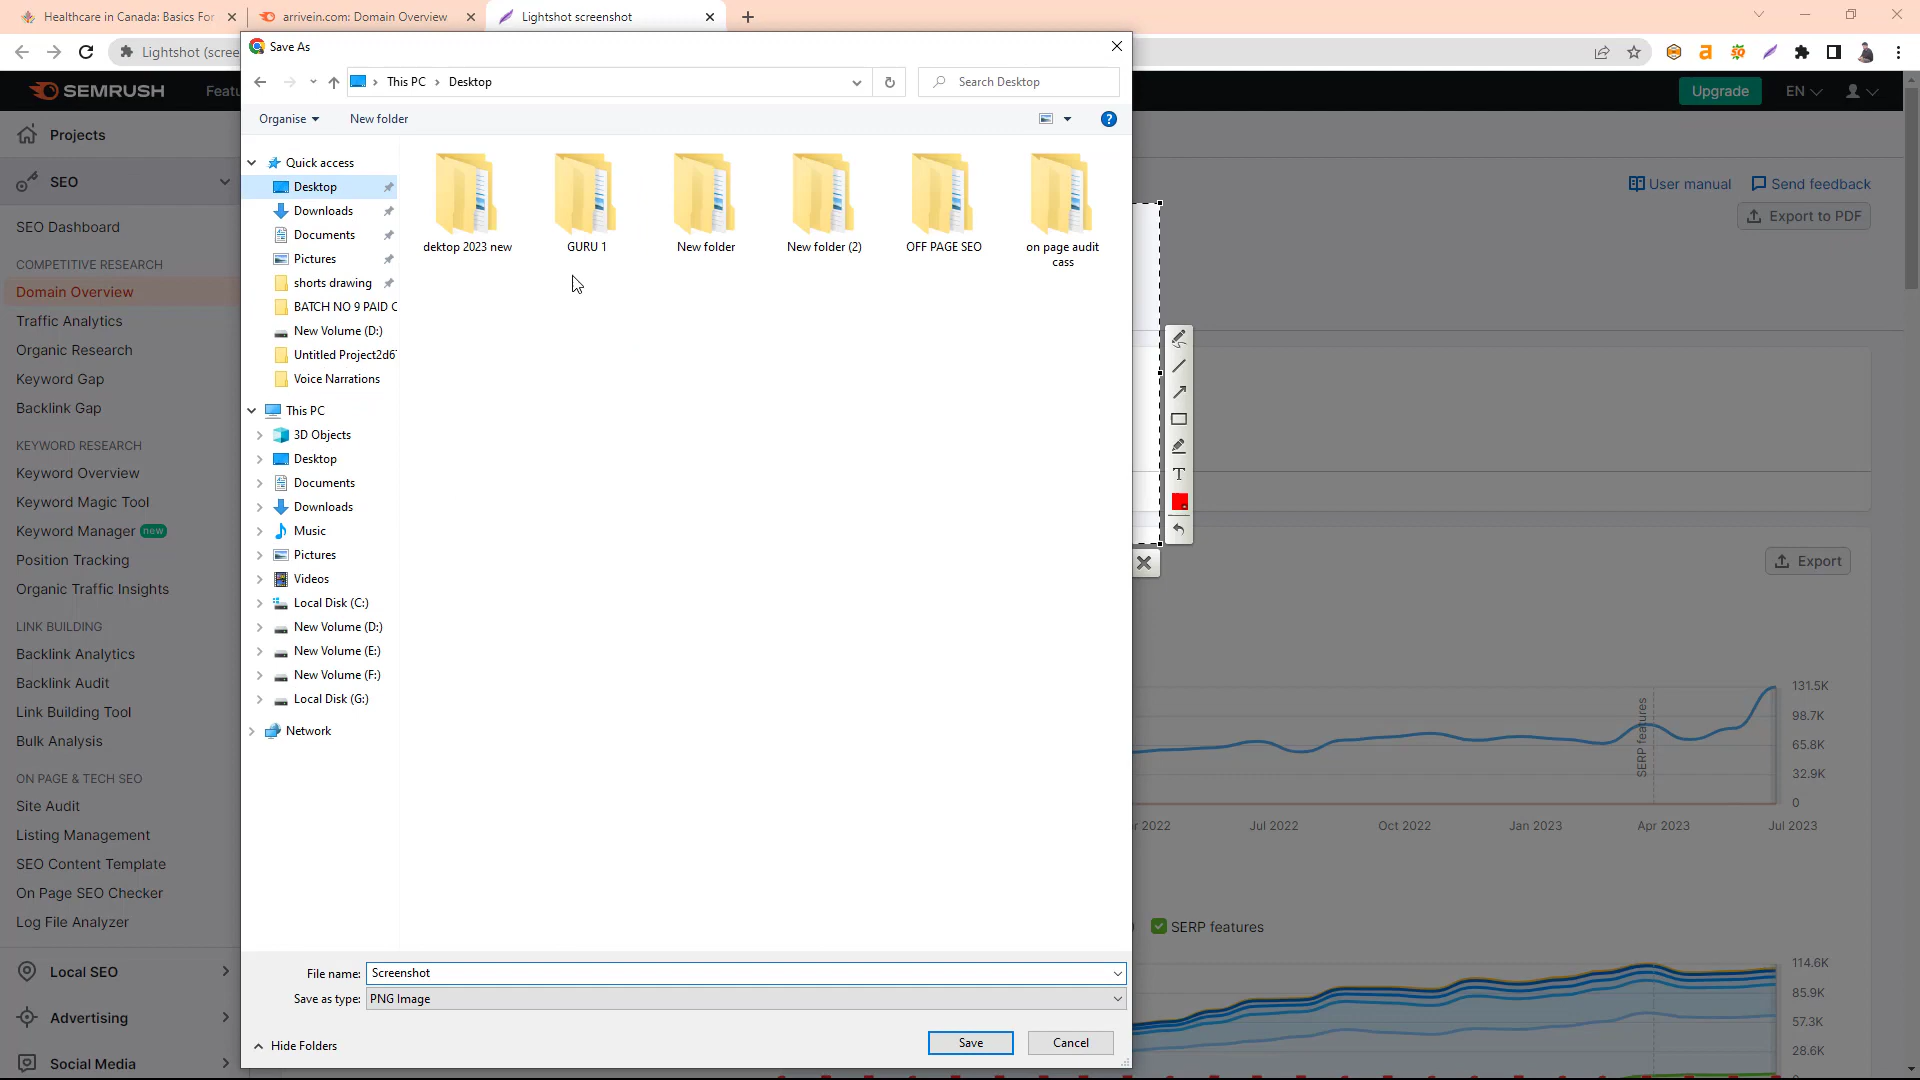 Healthcare in Canada: Basics For
arrivein.com: Domain Overview
Lightshot screenshot
Lightshot (scree
Save As
This PC
Desktop
Search Desktop
Organise
New folder
SEMRUSH
Featu
Upgrade
EN
Projects
SEO
SEO Dashboard
COMPETITIVE RESEARCH
Domain Overview
Traffic Analytics
Organic Research
Keyword Gap
Backlink Gap
KEYWORD RESEARCH
Keyword Overview
Keyword Magic Tool
Keyword Manager new
Position Tracking
Organic Traffic Insights
LINK BUILDING
Backlink Analytics
Backlink Audit
Link Building Tool
Bulk Analysis
ON PAGE & TECH SEO
Site Audit
Listing Management
SEO Content Template
On Page SEO Checker
Log File Analyzer
Local SEO
Advertising
Social Media
Quick access
Desktop
Downloads
Documents
Pictures
shorts drawing
BATCH NO 9 PAID C
New Volume (D:)
Untitled Project2d6
Voice Narrations
This PC
3D Objects
Desktop
Documents
Downloads
Music
Pictures
Videos
Local Disk (C:)
New Volume (D:)
New Volume (E:)
New Volume (F:)
Local Disk (G:)
Network
dektop 2023 new
GURU 1
New folder
New folder (2)
OFF PAGE SEO
on page audit
cass
File name:
Screenshot
Save as type:
PNG Image
Hide Folders
Save
Cancel
User manual
Send feedback
Export to PDF
T
Export
131.5K
98.7K
65.8K
32.9K
0
SERP features
r 2022
Jul 2022
Oct 2022
Jan 2023
Apr 2023
Jul 2023
SERP features
114.6K
85.9K
57.3K
28.6K